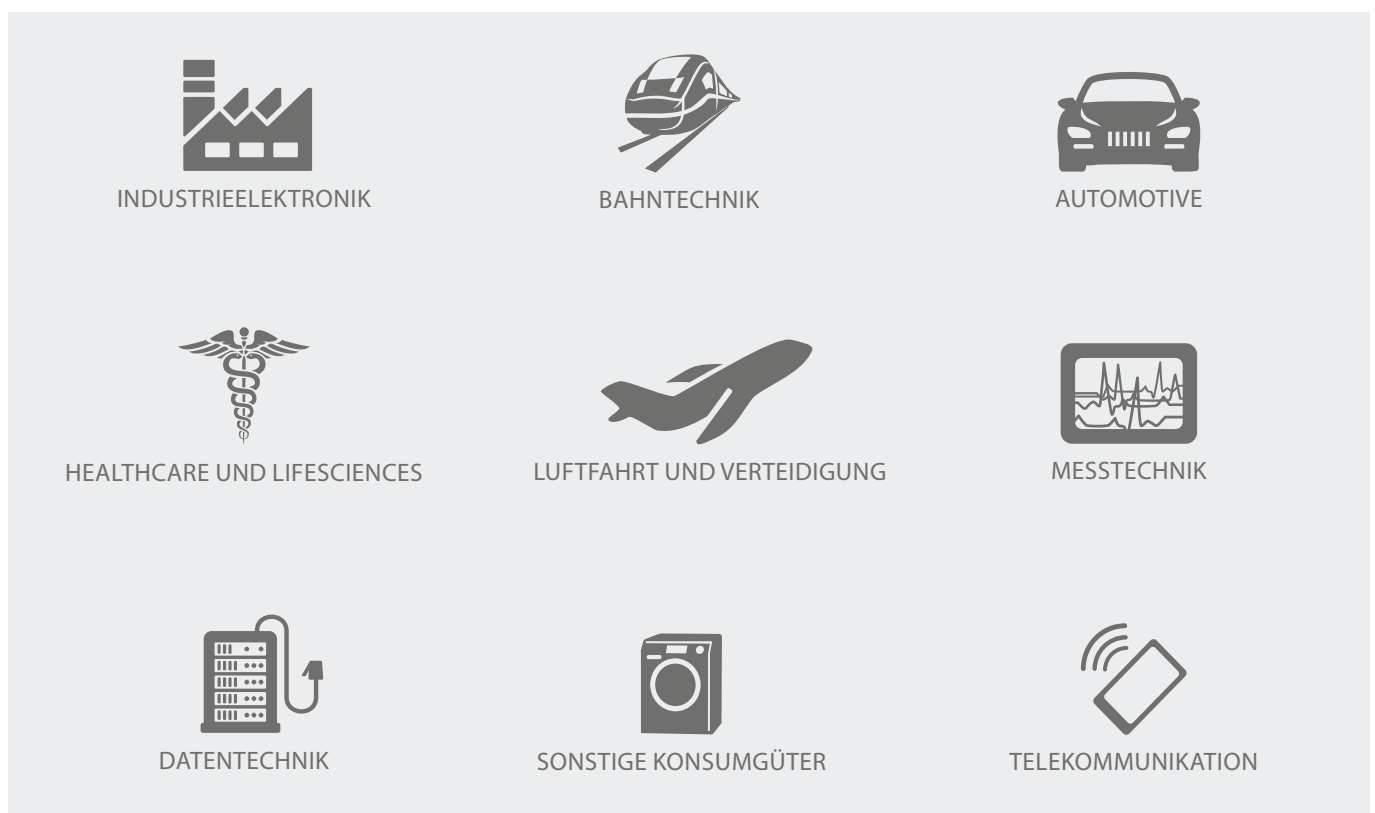 INDUSTRIEELEKTRONIK
BAHNTECHNIK
AUTOMOTIVE
HEALTHCARE UND LIFESCIENCES
LUFTFAHRT UND VERTEIDIGUNG
MESSTECHNIK
DATENTECHNIK
SONSTIGE KONSUMGÜTER
TELEKOMMUNIKATION